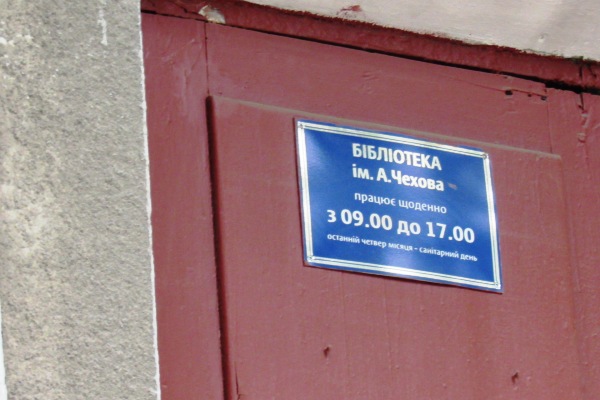 БІБЛІОТЕКА
ім. А.Чехова
працює щоденно
з 09.00 до 17.00
останній четвер місяця - санітарний день